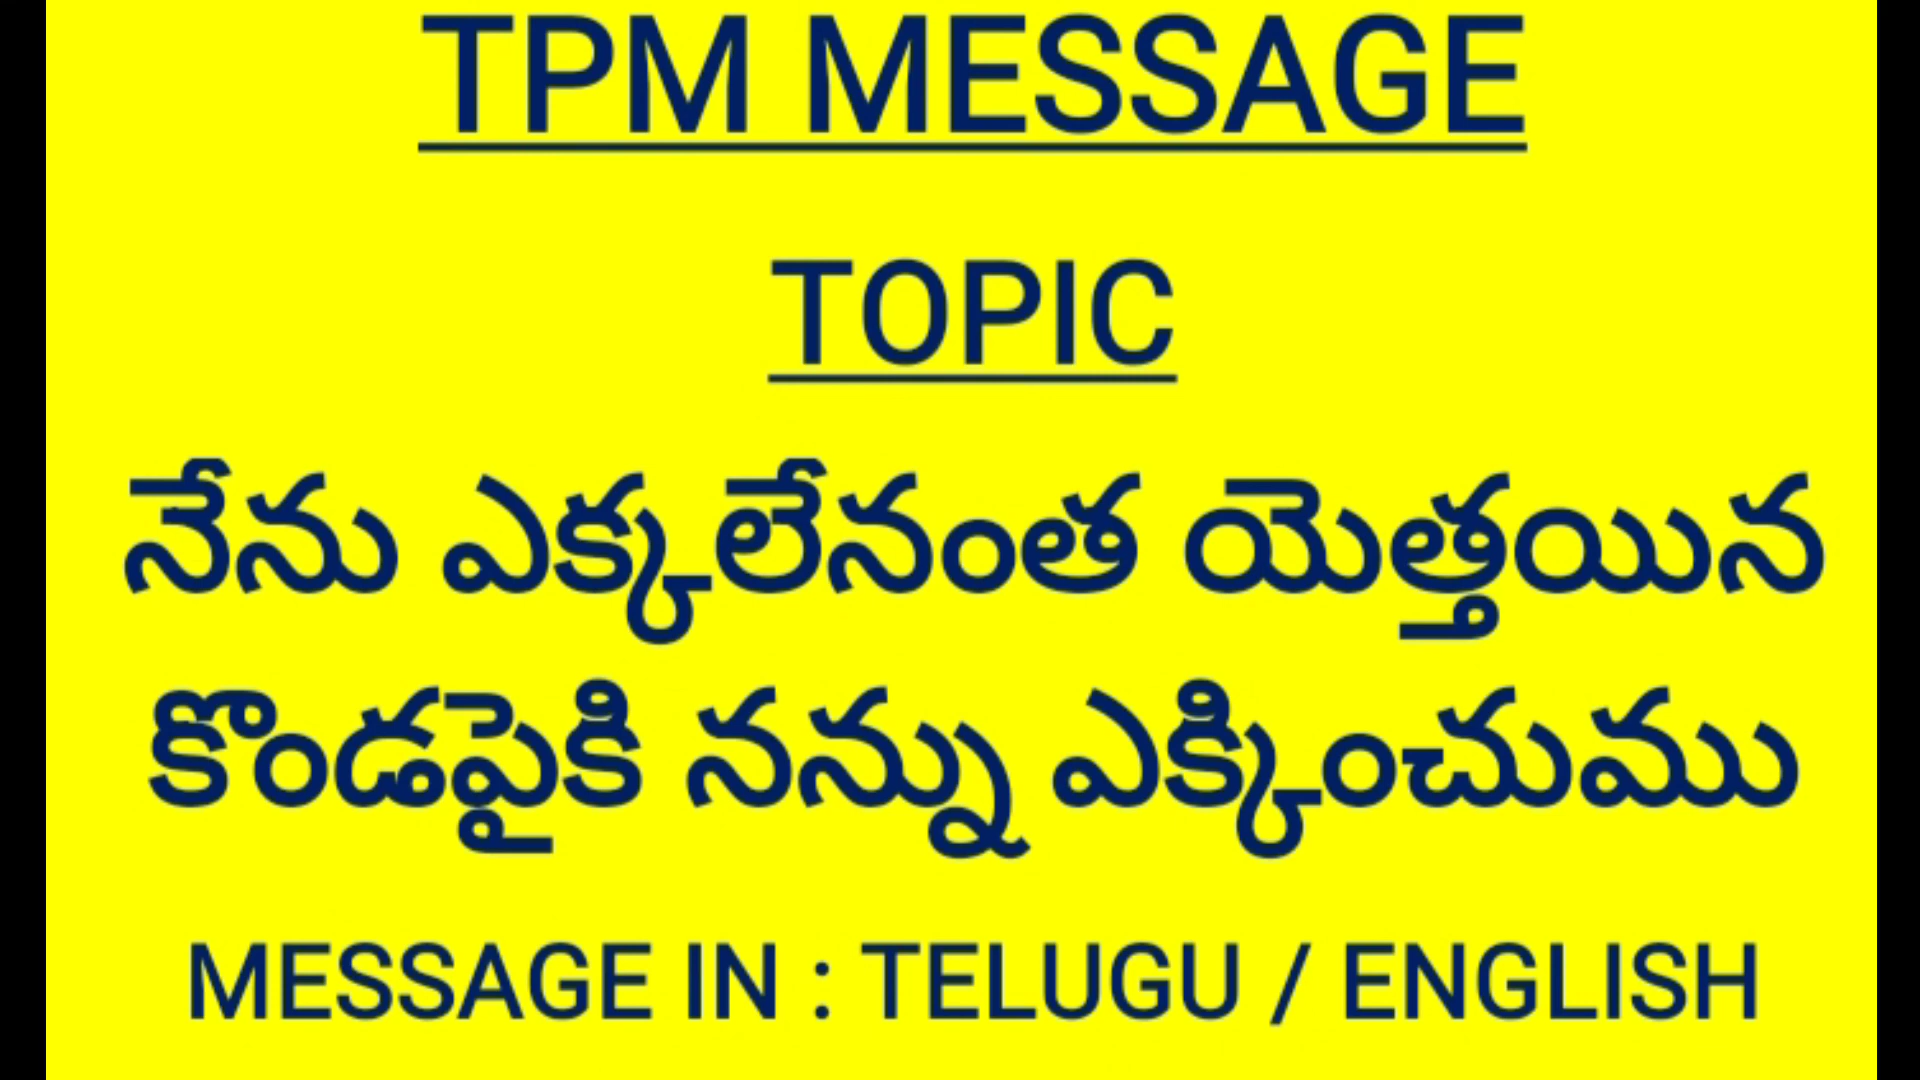 TPM MESSAGE
TOPIC
నేను ఎక్కలేనంత యెత్తయిన
కొండపైకి నన్ను ఎక్కించుము
MESSAGE IN : TELUGU / ENGLISH